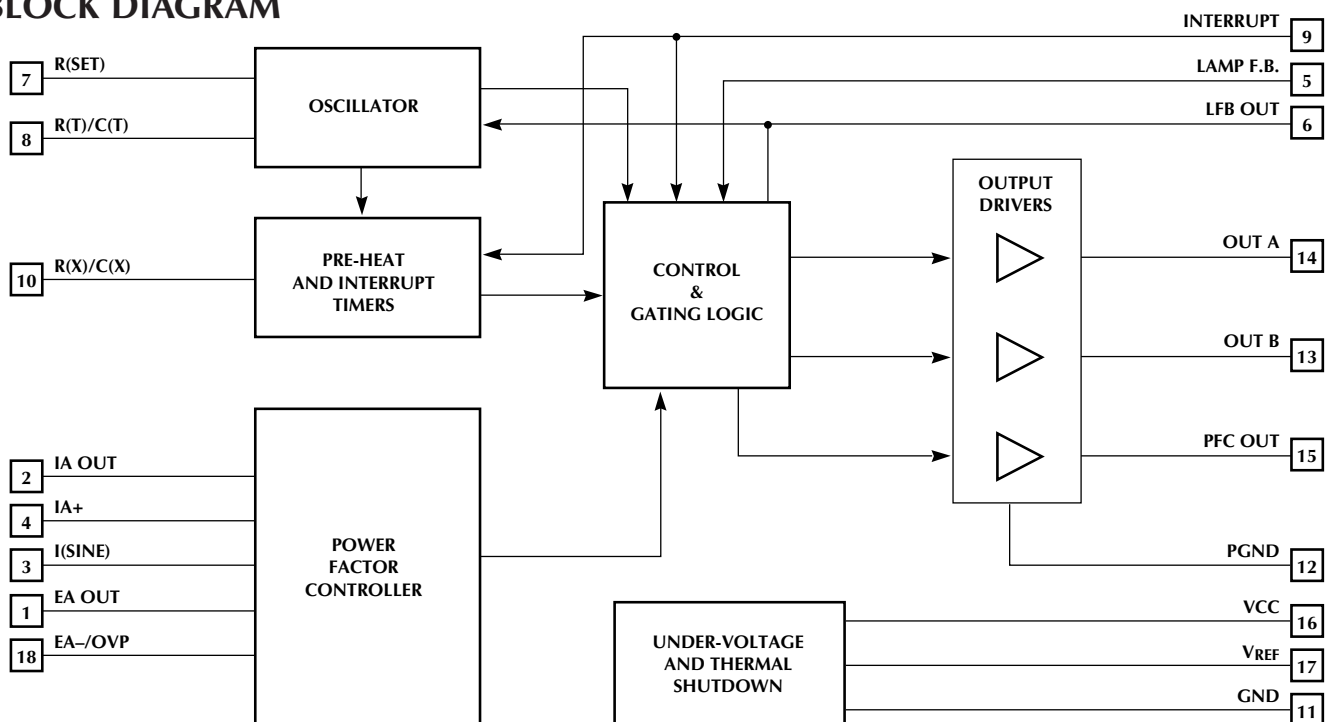 BLOCK DIAGRAM
INTERRUPT
9
7
R(SET)
LAMP F.B.
5
OSCILLATOR
8
R(T)/C(T)
LFB OUT
6
OUTPUT
DRIVERS
10
R(X)/C(X)
PRE-HEAT
AND INTERRUPT
TIMERS
CONTROL
&
GATING LOGIC
OUT A
14
OUT B
13
PFC OUT
15
2
IA OUT
4
IA+
3
I(SINE)
1
EA OUT
18
EA–/OVP
POWER
FACTOR
CONTROLLER
PGND
12
UNDER-VOLTAGE
AND THERMAL
SHUTDOWN
VCC
16
VREF
17
GND
11